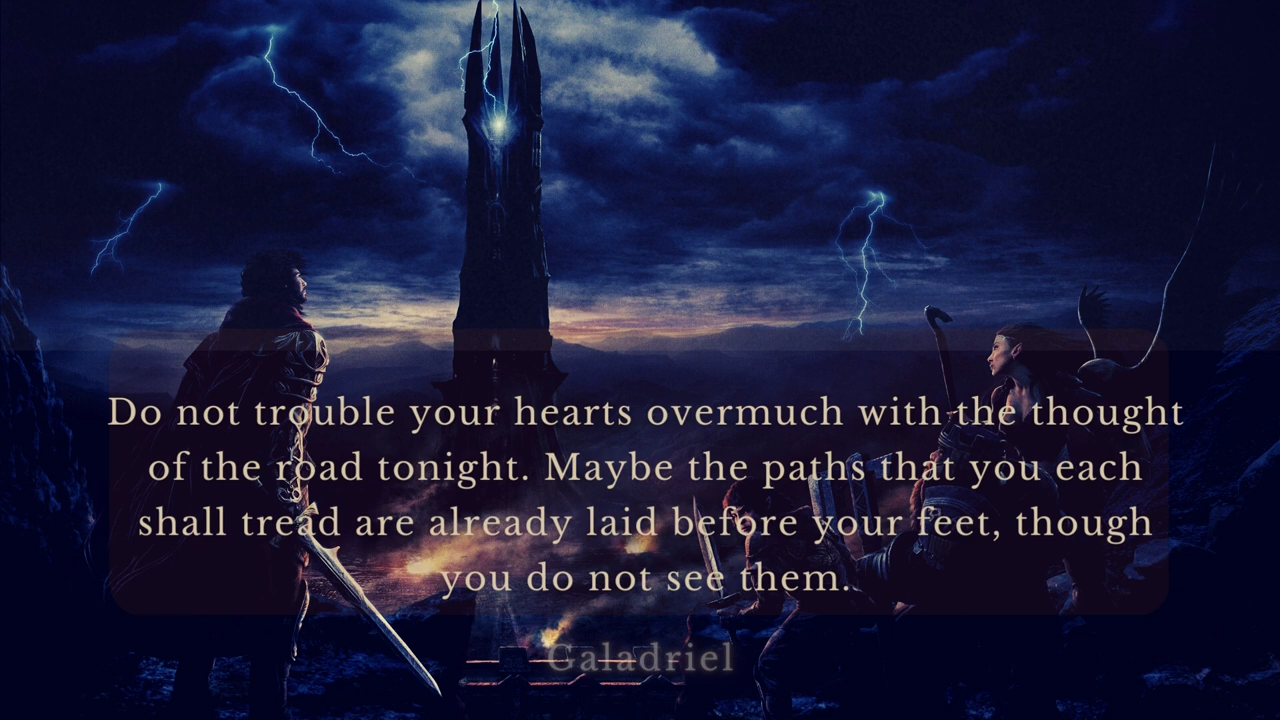 Do not trouble your hearts overmuch with the thought
of the road tonight. Maybe the paths that you each
shall tread are already laid before your feet, though
you do not see them.
Galadriel